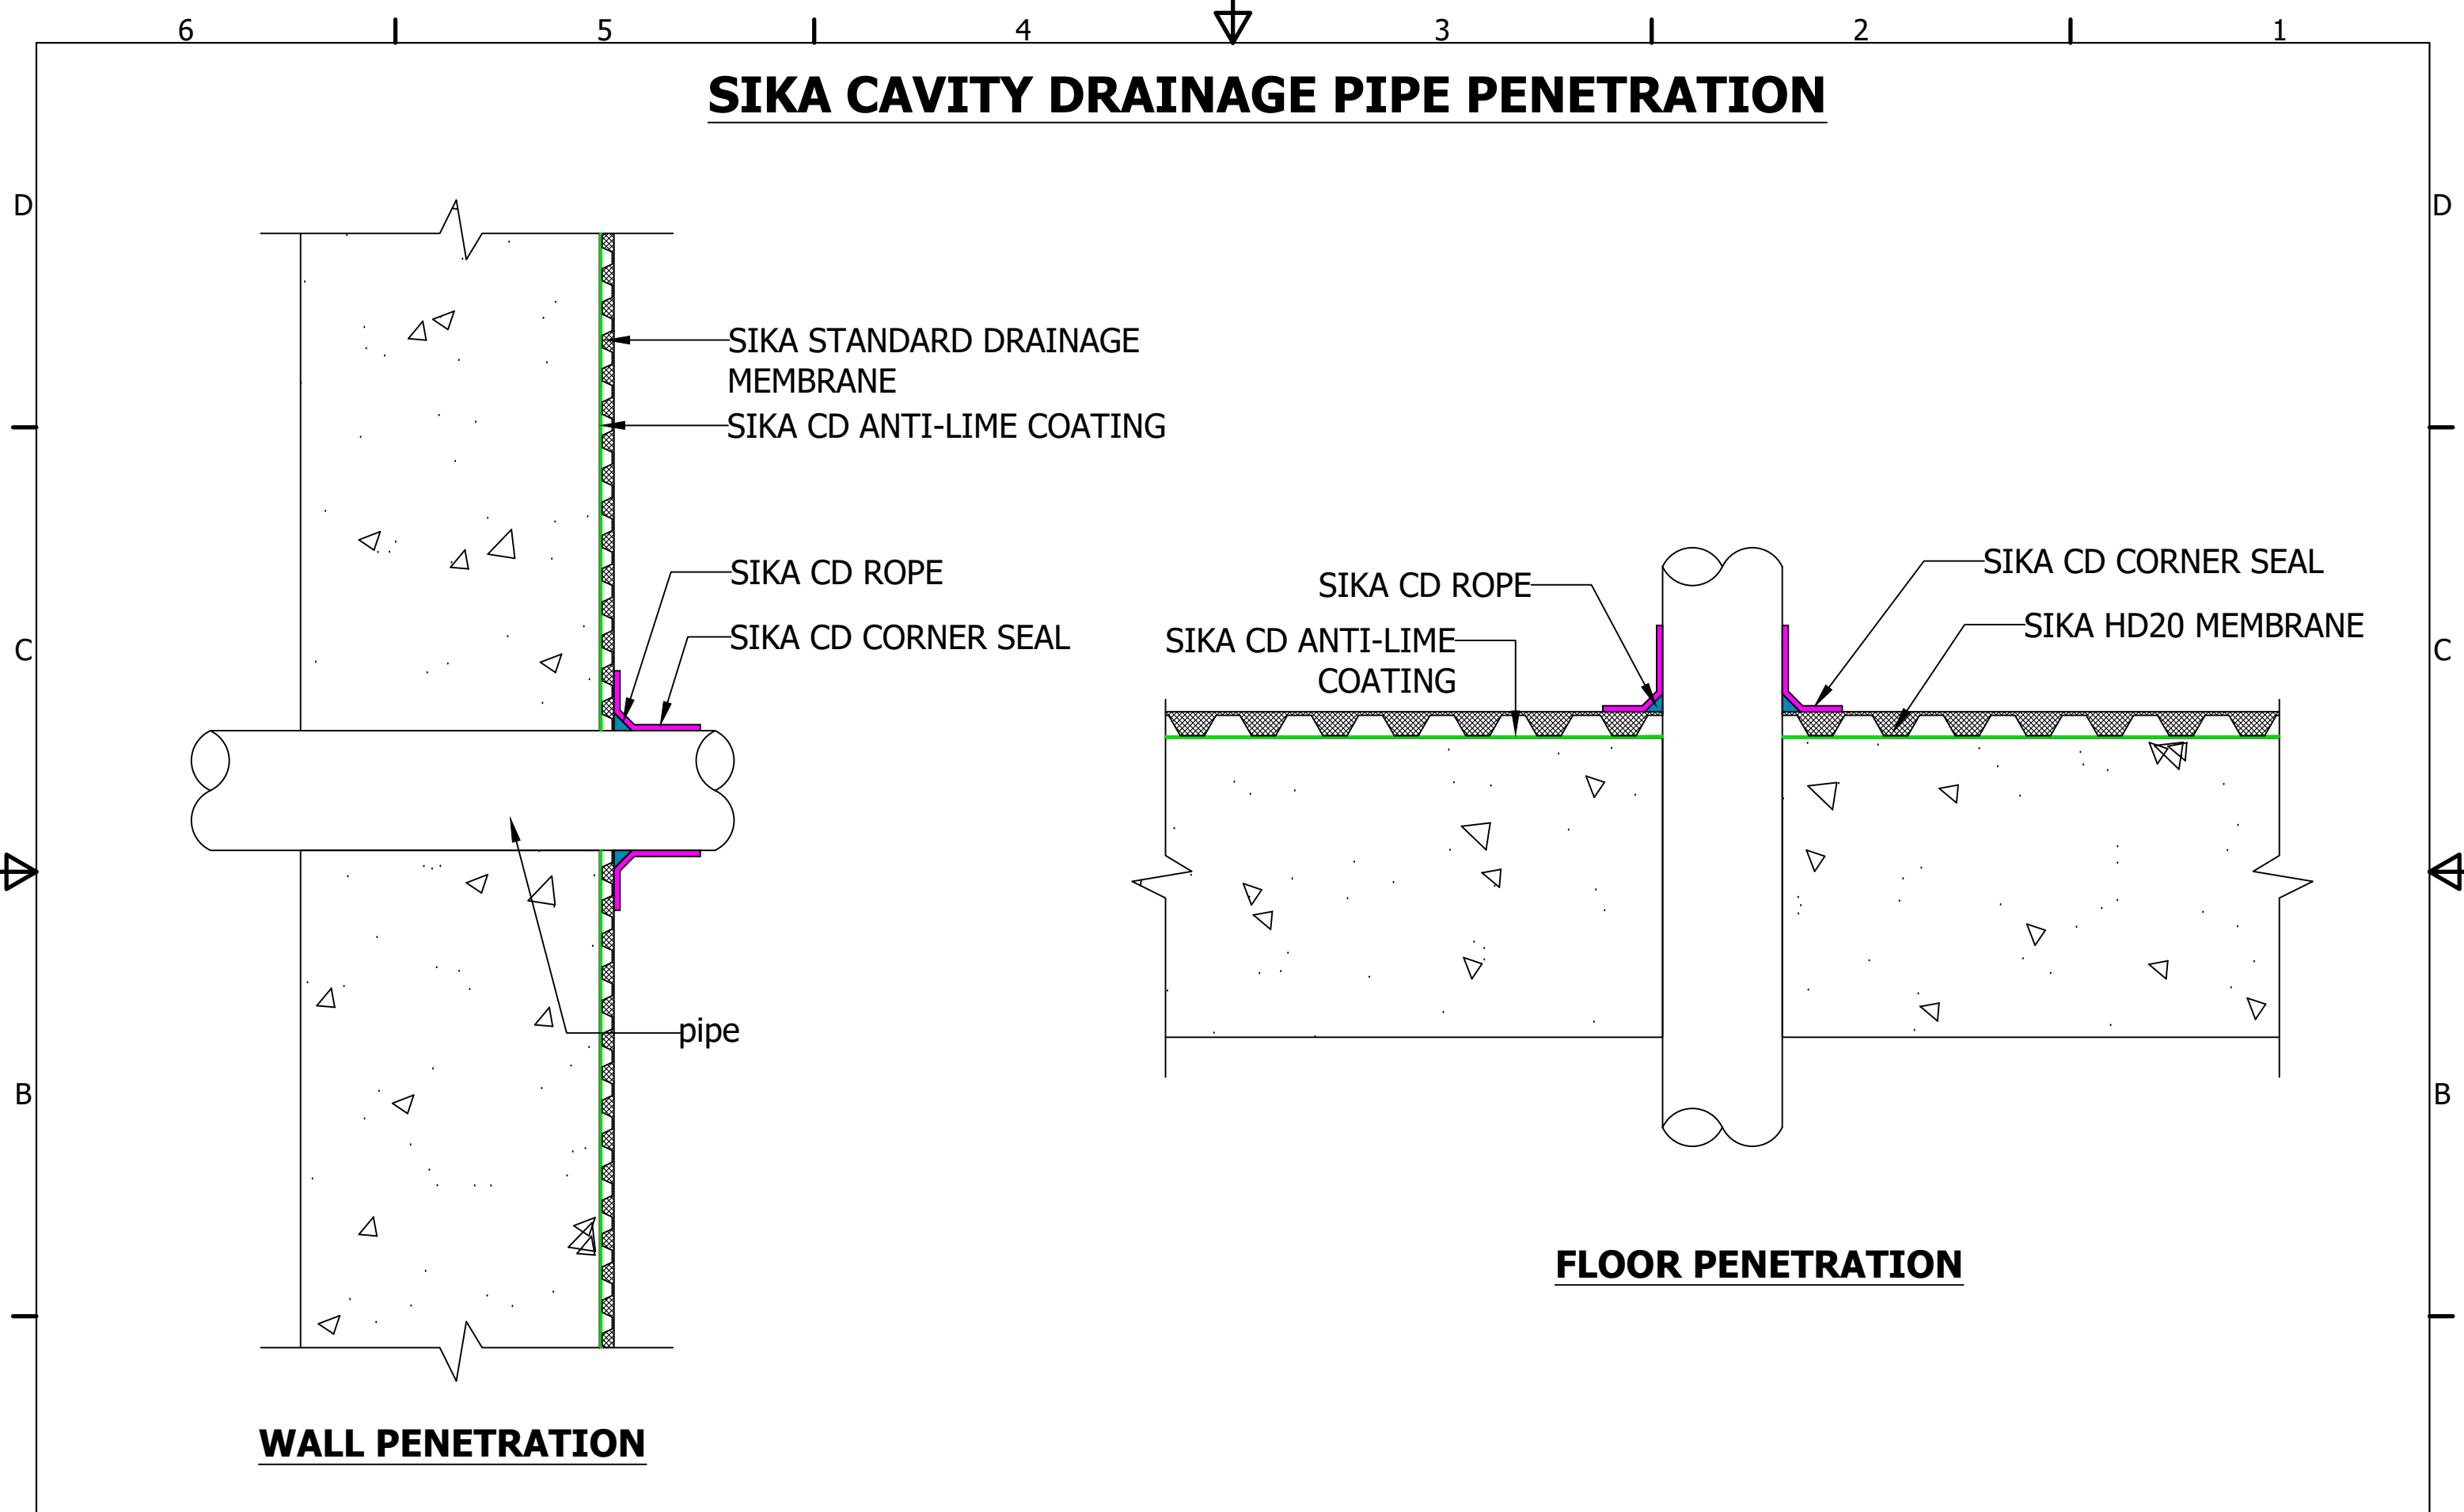 6 5 4 3 2 1
SIKA CAVITY DRAINAGE PIPE PENETRATION
D D
SIKA STANDARD DRAINAGE
MEMBRANE
SIKA CD ANTI-LIME COATING
SIKA CD ROPE
SIKA CD CORNER SEAL
pipe
WALL PENETRATION
SIKA CD ROPE
SIKA CD ANTI-LIME
COATING
SIKA CD CORNER SEAL
SIKA HD20 MEMBRANE
C C
B B
FLOOR PENETRATION